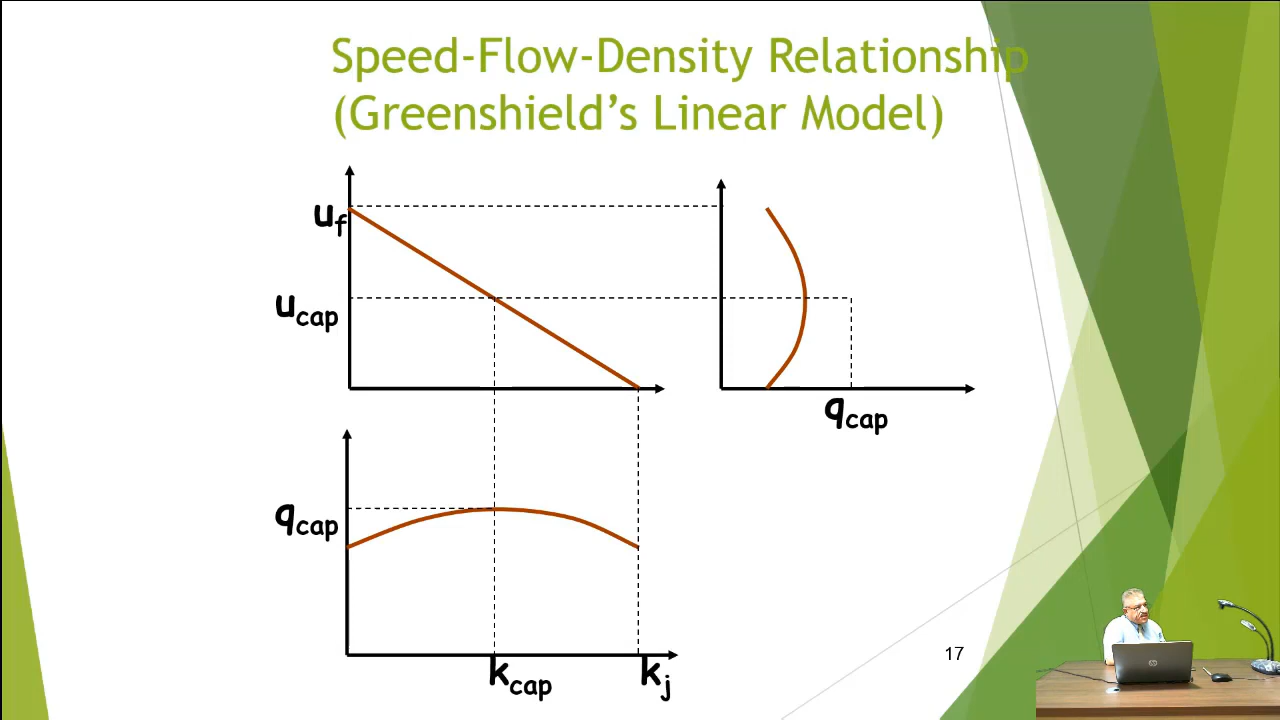 Speed-Flow-Density Relationship
(Greenshield's Linear Model)
uf
ucap
qcap
qcap
kcap
kj
17